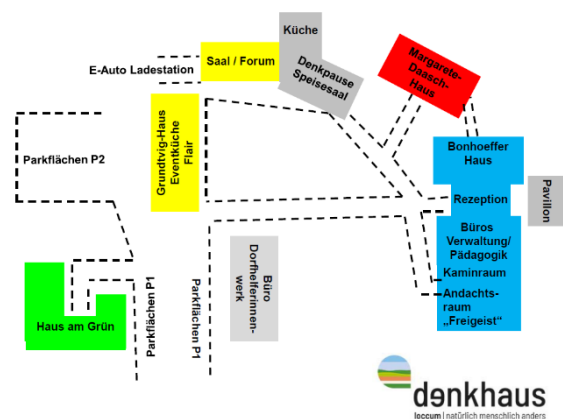 Küche
Saal / Forum
E-Auto Ladestation
Denkpause
Speisesaal
Margarete-
Daasch-
Haus
Grundtvig-Haus
Eventküche
Flair
Parkflächen P2
Bonhoeffer
Haus
Rezeption
Pavillon
Büros
Verwaltung/
Pädagogik
Kaminraum
Andachts-
raum
„Freigeist“
Büro
Dorfhelferinnen-
werk
Parkflächen P1
Parkflächen P1
Haus am Grün
denkhaus
loccum | natürlich menschlich anders